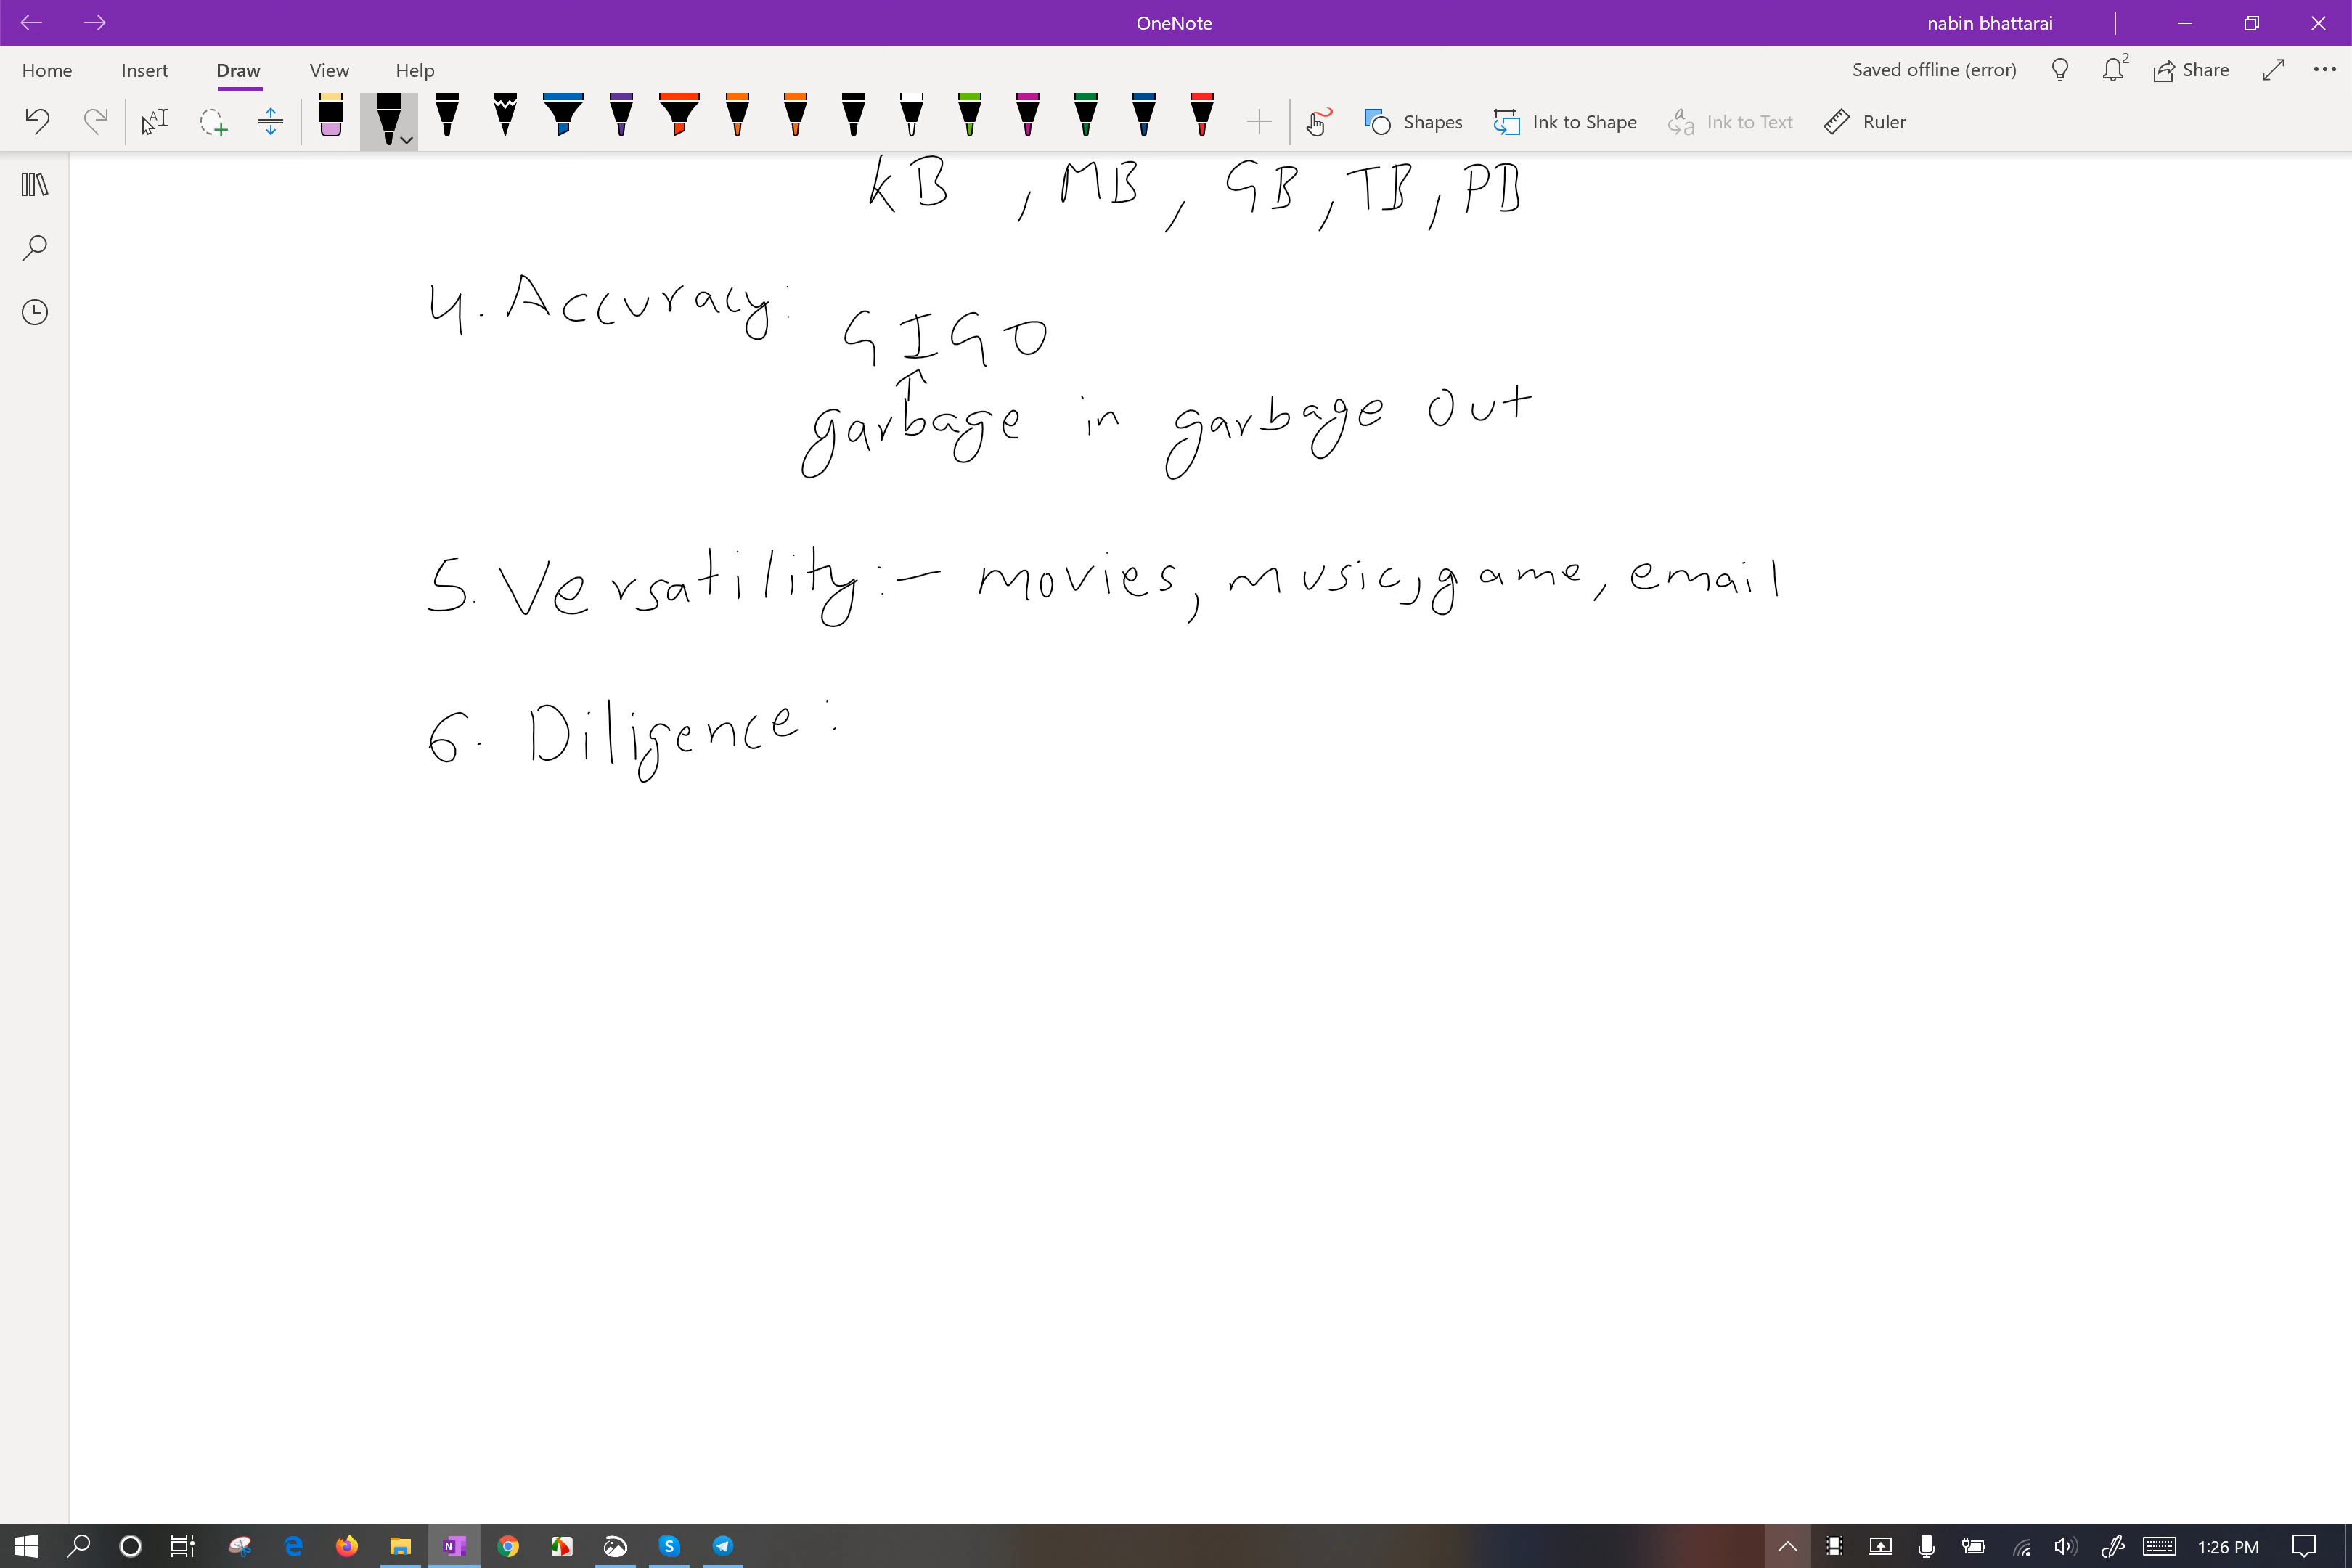 OneNote
nabin bhattarai
Home Insert Draw View Help
Saved offline (error)
2
Share
Shapes
Ink to Shape
Ink to Text
Ruler
KB , MB , GB , TB , PB
4. Accuracy:
GIGO
garbage in garbage out
5. Versatility:- movies, music, game, email
6. Diligence:
1:26 PM